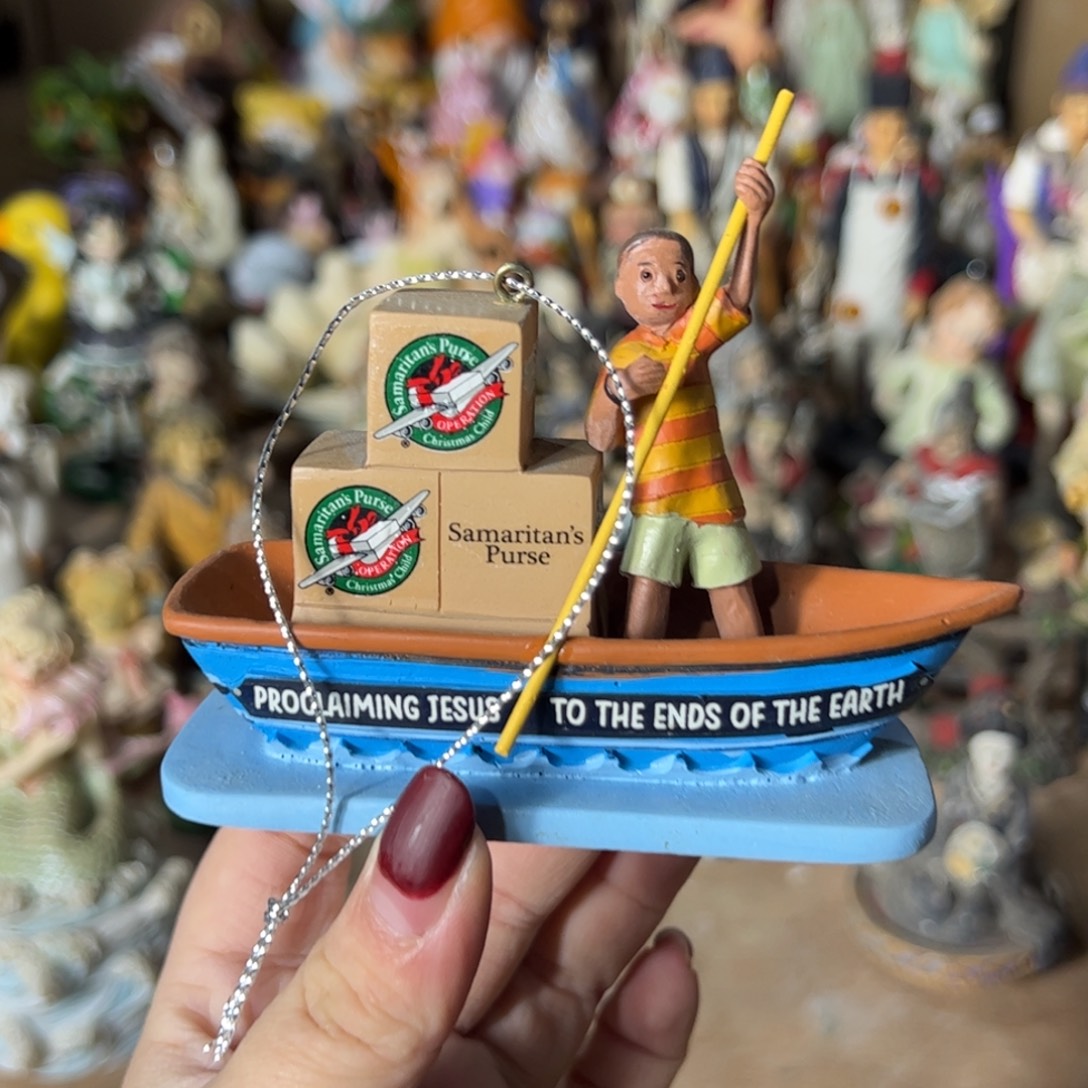 Samaritan's Purse
OPERATION
Christmas Child
Samaritan's Purse
OPERATION
Christmas Child
Samaritan's
Purse
PROCLAIMING JESUS TO THE ENDS OF THE EARTH